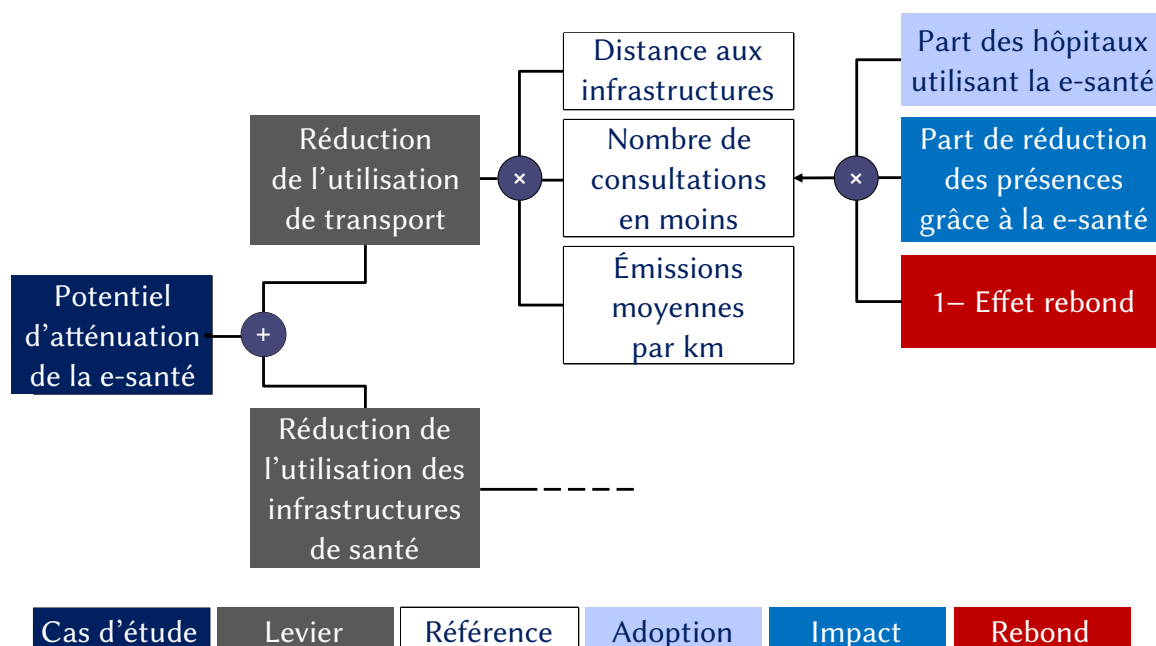 Distance aux
infrastructures
Part des hôpitaux
utilisant la e-santé
Réduction
de l'utilisation
de transport
×
Nombre de
consultations
en moins
×
Part de réduction
des présences
grâce à la e-santé
Émissions
moyennes
par km
1– Effet rebond
Potentiel
d'atténuation
de la e-santé
+
Réduction de
l'utilisation des
infrastructures
de santé
Cas d'étude
Levier
Référence
Adoption
Impact
Rebond